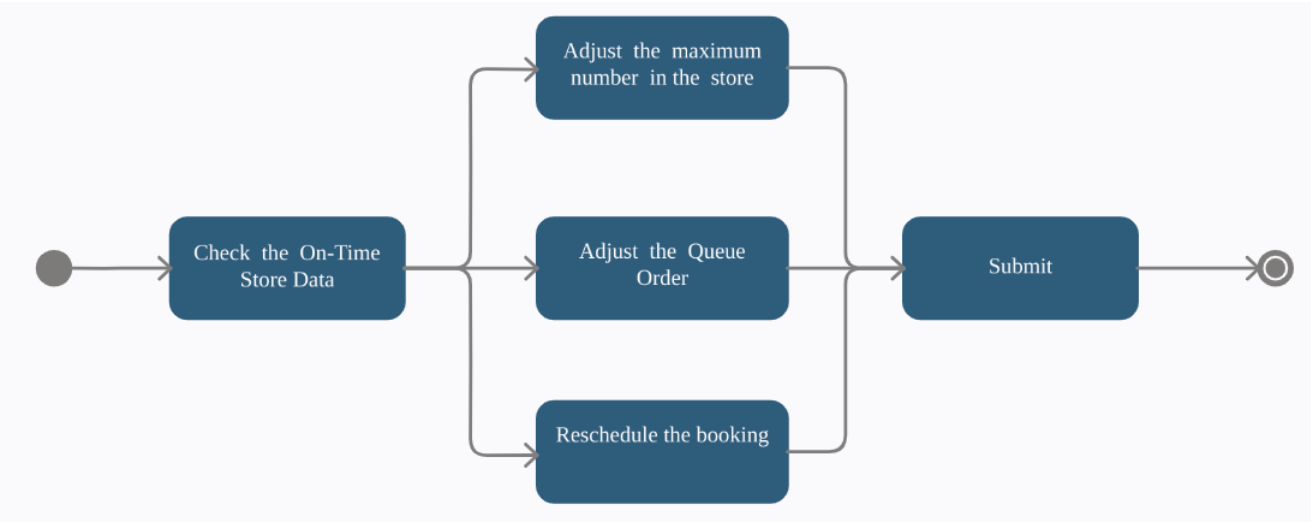 Check the On-Time
Store Data
Adjust the maximum
number in the store
Adjust the Queue
Order
Reschedule the booking
Submit